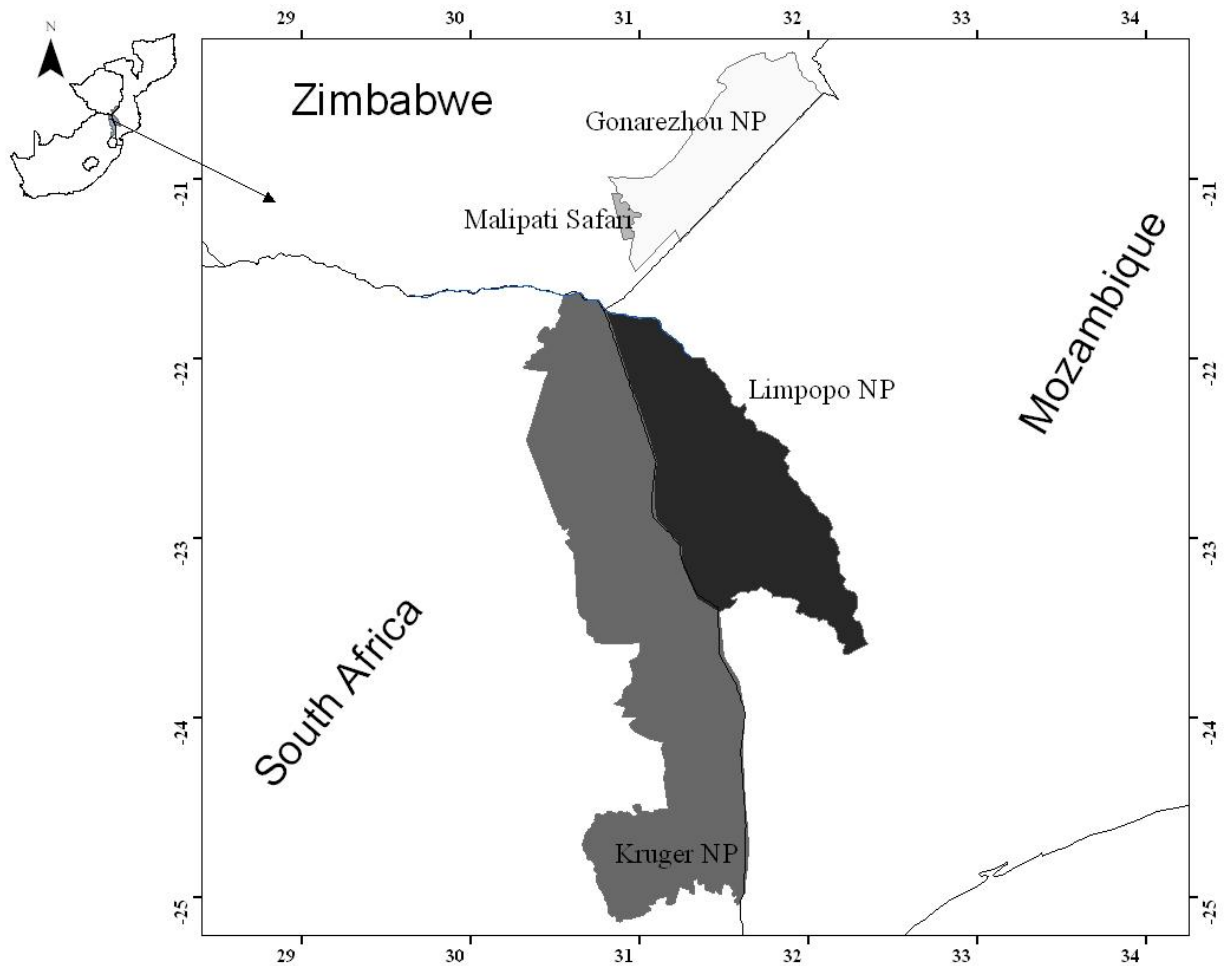 29 30 31 32 33 34
N
Zimbabwe
Gonarezhou NP
-21 -21
Malipati Safari
Mozambique
-22 -22
Limpopo NP
-23 -23
South Africa
-24 -24
Kruger NP
-25 -25
29 30 31 32 33 34